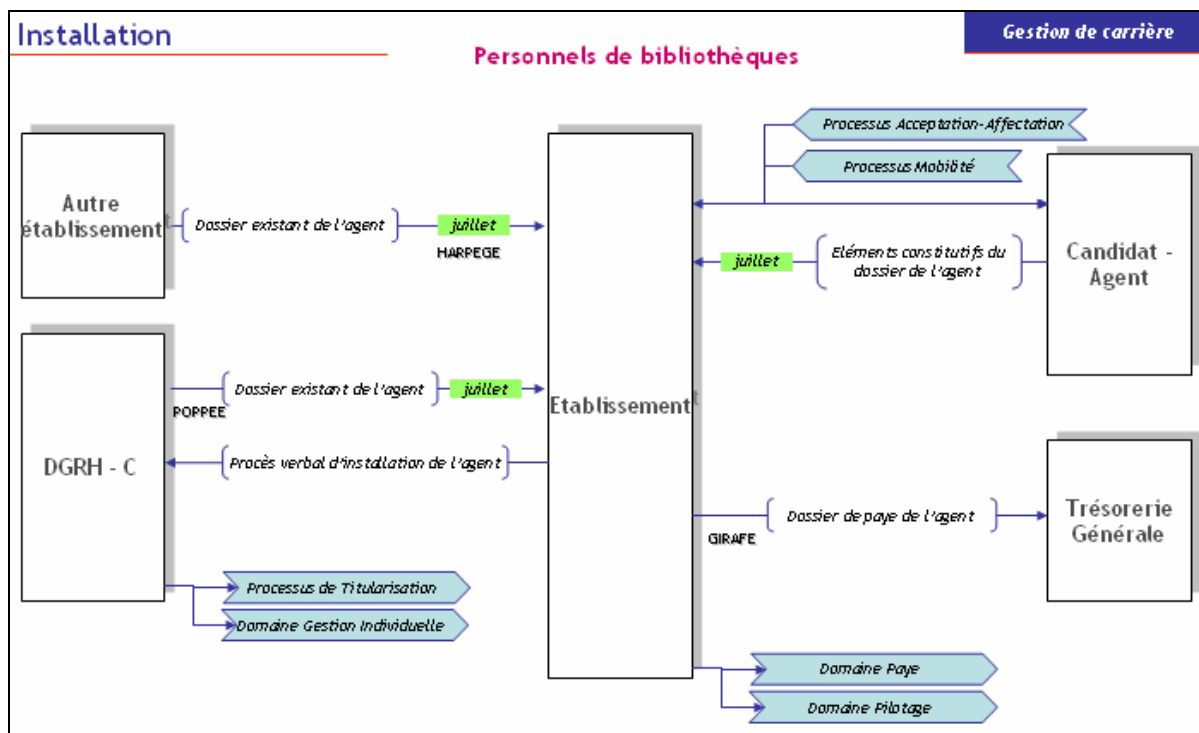 Installation
Gestion de carrière
Personnels de bibliothèques
Processus Acceptation-Affectation
Processus Mobilité
Autre
établissement
Dossier existant de l'agent
juillet
HARPEGE
juillet
Eléments constitutifs du
dossier de l'agent
Candidat -
Agent
Dossier existant de l'agent
juillet
POPPEE
Etablissement
DGRH - C
Procès verbal d'installation de l'agent
Dossier de paye de l'agent
GIRAFE
Trésorerie
Générale
Processus de Titularisation
Domaine Gestion Individuelle
Domaine Paye
Domaine Pilotage